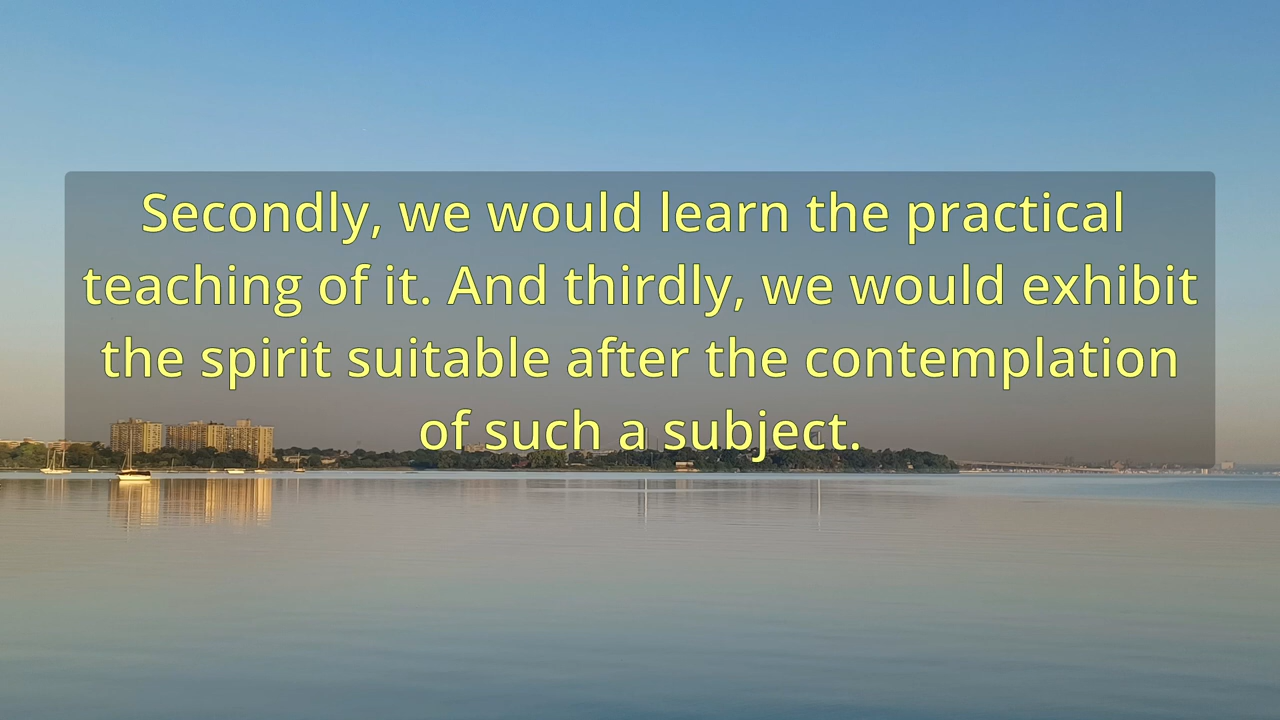 Secondly, we would learn the practical
teaching of it. And thirdly, we would exhibit
the spirit suitable after the contemplation
of such a subject.